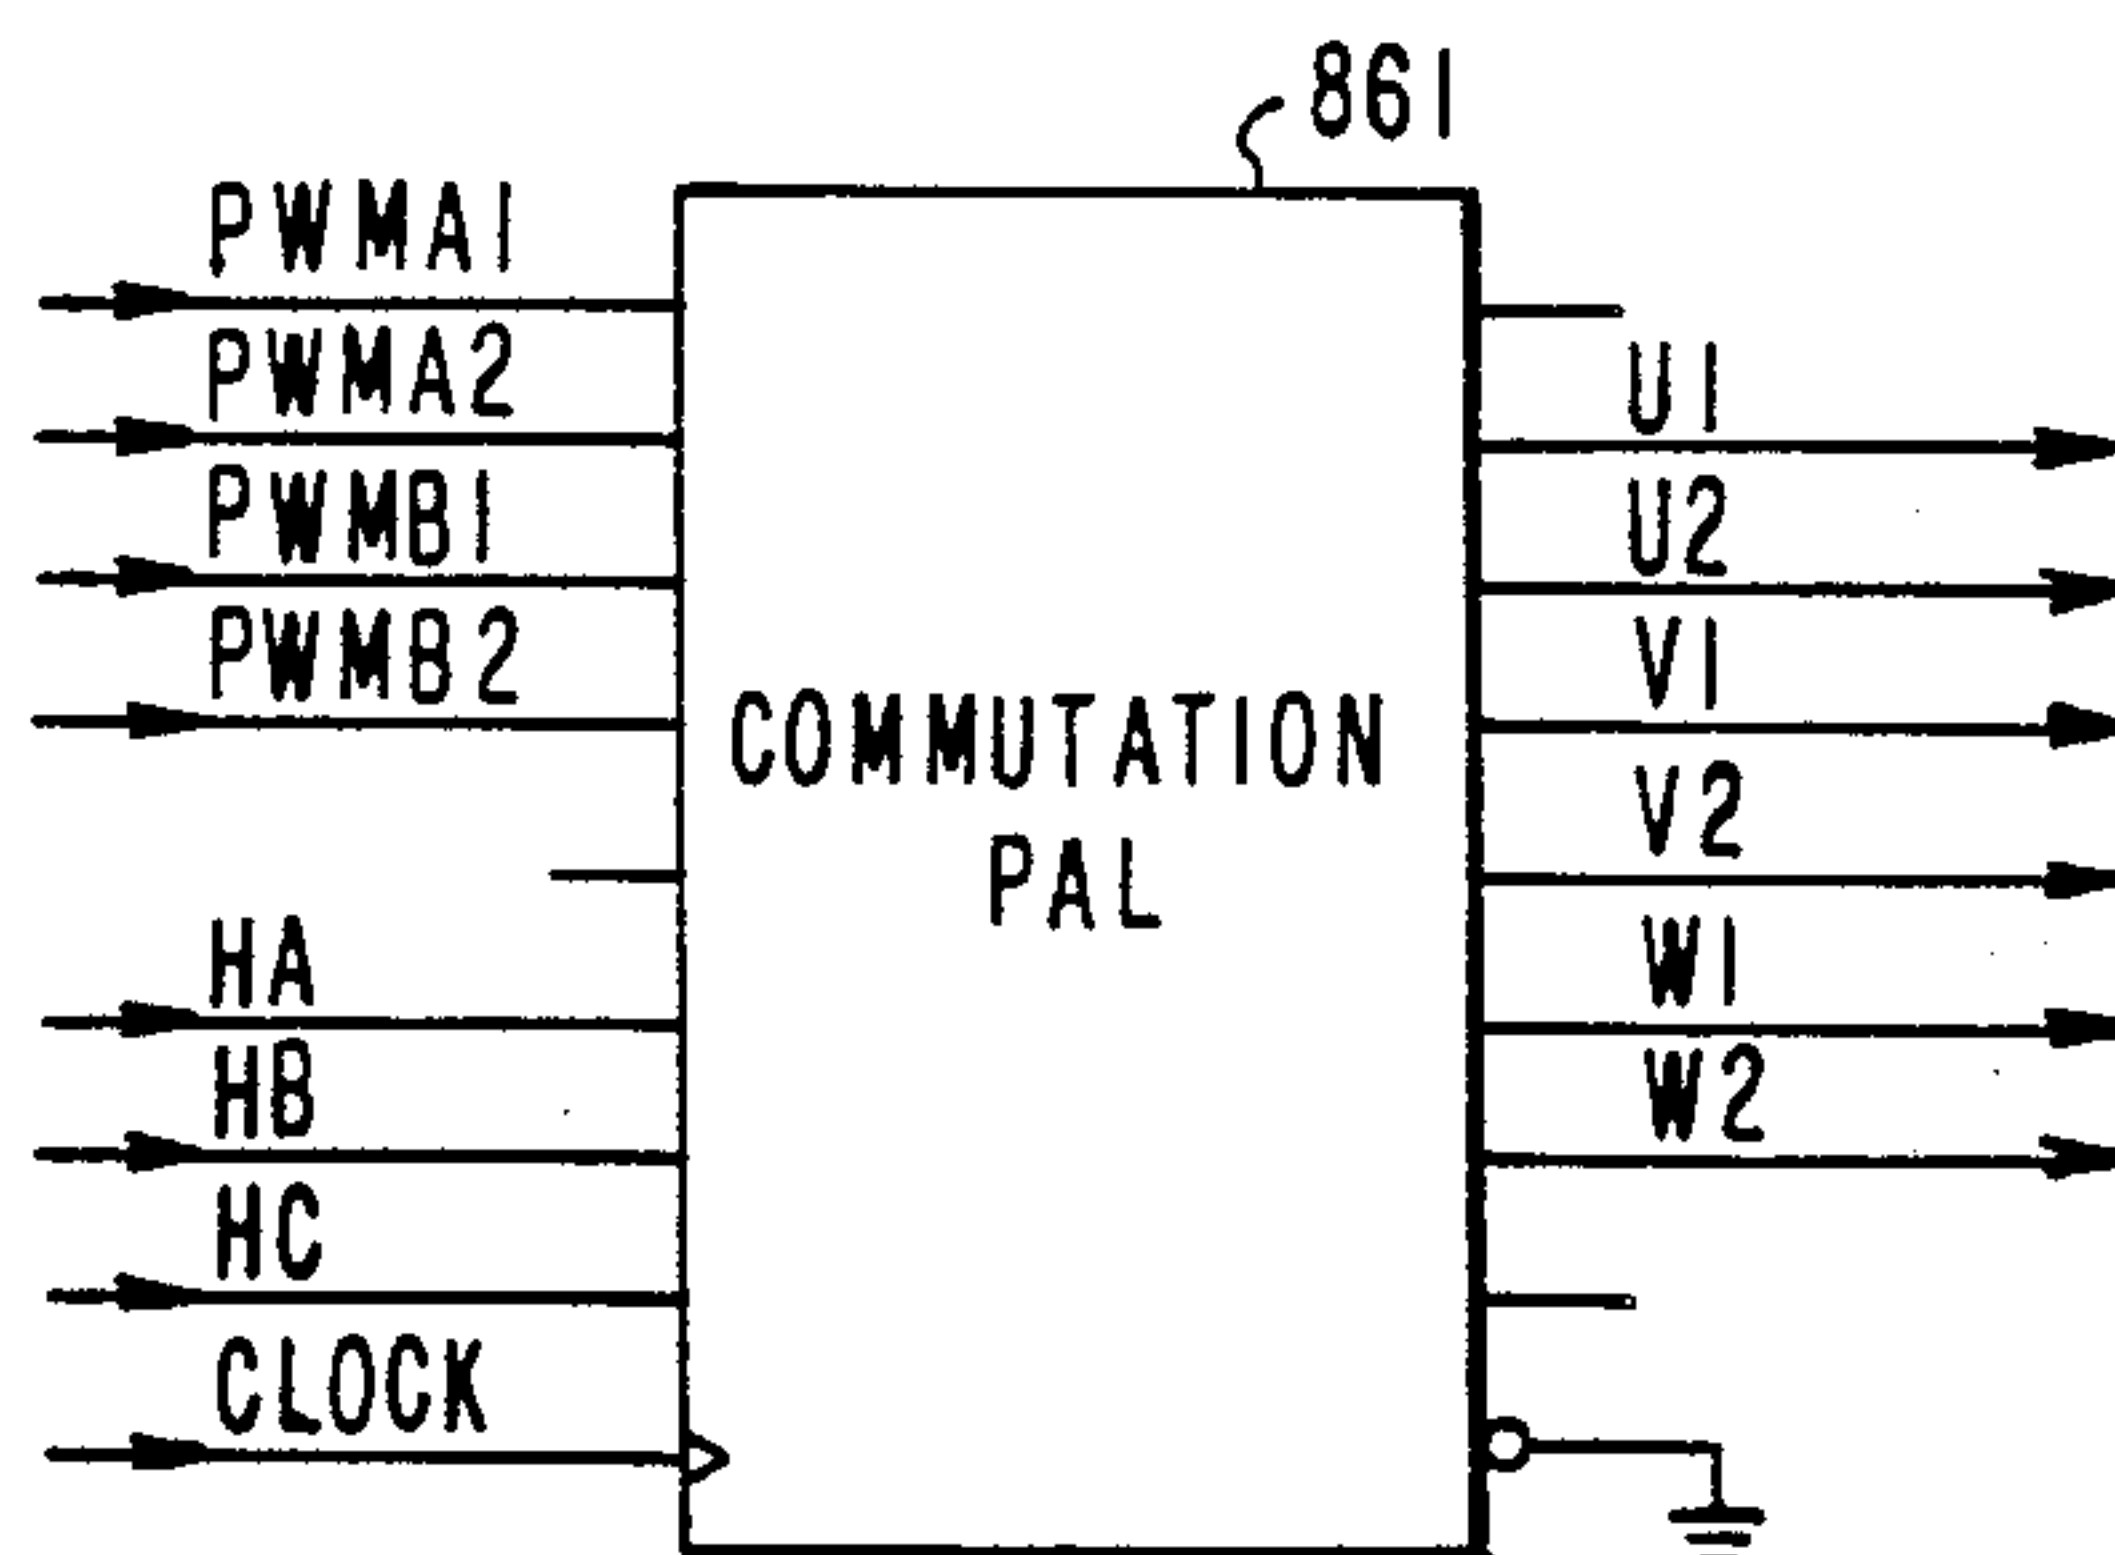 861
PWMA1
PWMA2
PWMB1
PWMB2
HA
HB
HC
CLOCK
COMMUTATION
PAL
U1
U2
V1
V2
W1
W2